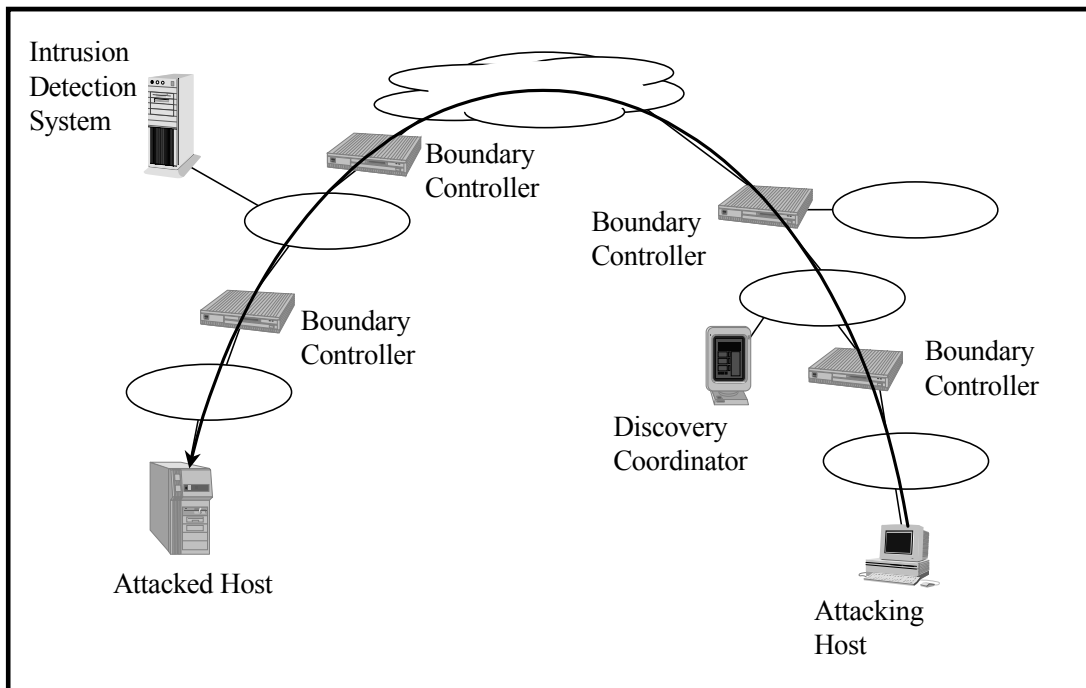 Intrusion
Detection
System
Boundary
Controller
Boundary
Controller
Boundary
Controller
Boundary
Controller
Discovery
Coordinator
Attacked Host
Attacking
Host